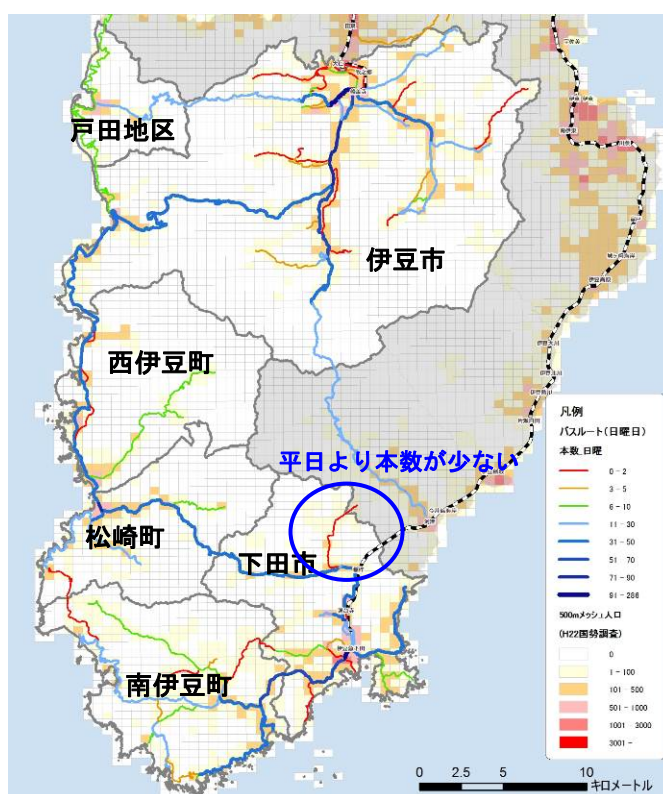 戸田地区
伊豆市
西伊豆町
平日より本数が少ない
松崎町
下田市
南伊豆町
凡例
バスルート(日曜日)
本数_日曜
0 - 2
3 - 5
6 - 10
11 - 30
31 - 50
51 - 70
71 - 90
91 - 286
500mメッシュ人口
(H22国勢調査)
0
1 - 100
101 - 500
501 - 1000
1001 - 3000
3001 -
0 2.5 5 10
キロメートル